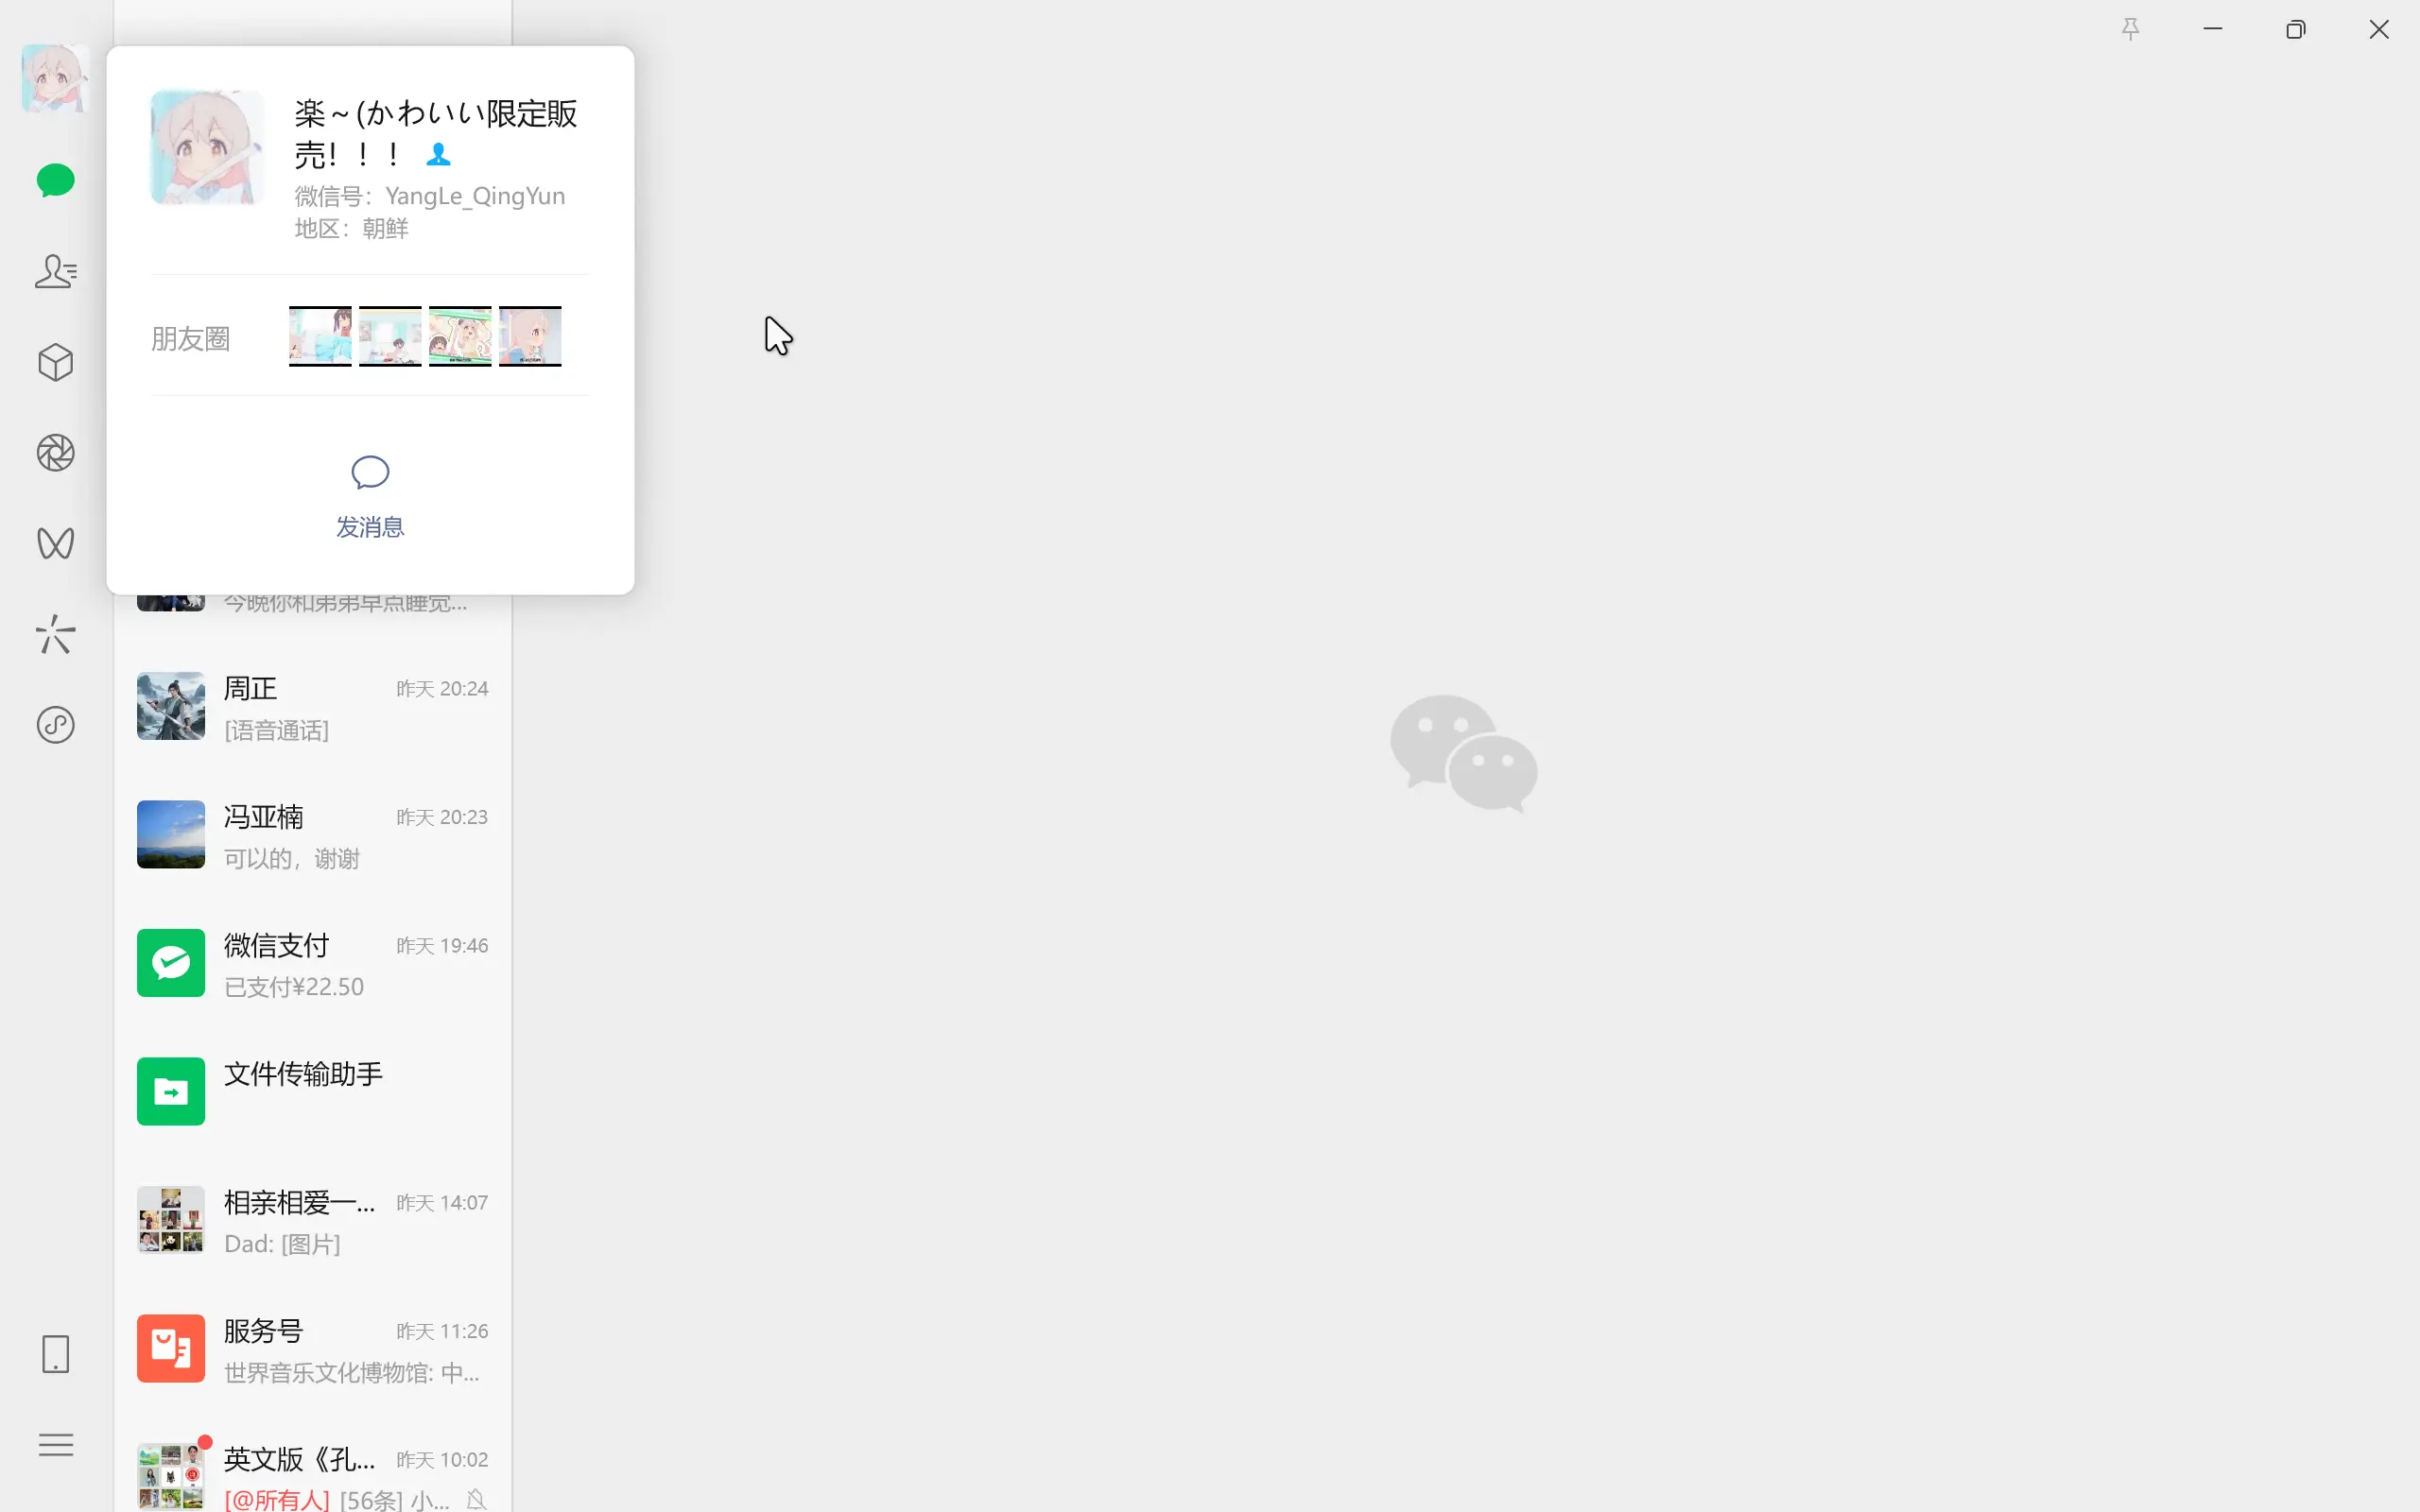 楽～(かわいい限定販
売！！！
微信号：YangLe_QingYun
地区：朝鲜
朋友圈
发消息
今晚你和弟弟早点睡觉...
周正
昨天 20:24
[语音通话]
冯亚楠
昨天 20:23
可以的，谢谢
微信支付
昨天 19:46
已支付¥22.50
文件传输助手
相亲相爱一...
昨天 14:07
Dad: [图片]
服务号
昨天 11:26
世界音乐文化博物馆: 中...
英文版《孔...
昨天 10:02
[@所有人] [56条] 小...